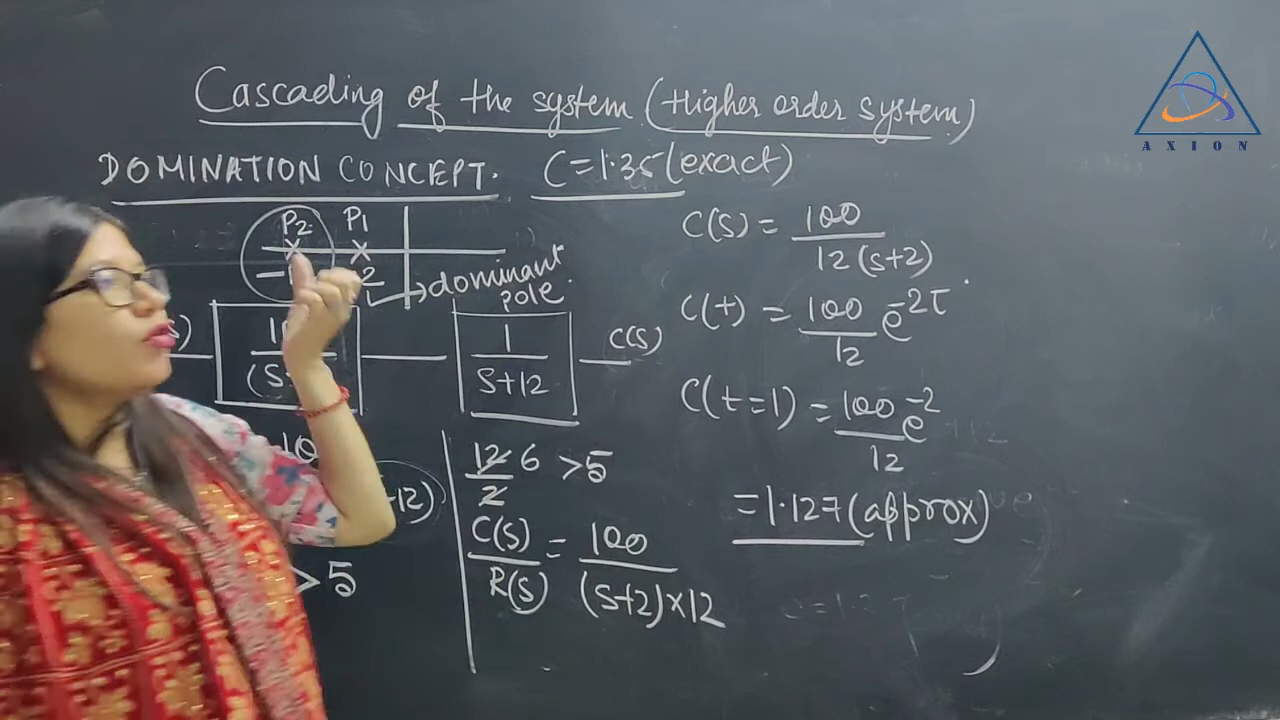 Cascading of the system (Higher order system)
AXION
DOMINATION CONCEPT. C=1.35 (exact)
P2 P1
-2
dominant
pole.
1
S+12
C(S)
12 6 >5
2
C(S) = 100
R(S) (S+2)×12
>5
C(S) = 100
12(S+2)
C(t) = 100 e^-2t
12
C(t=1) = 100 e^-2
12
=1.127 (approx)